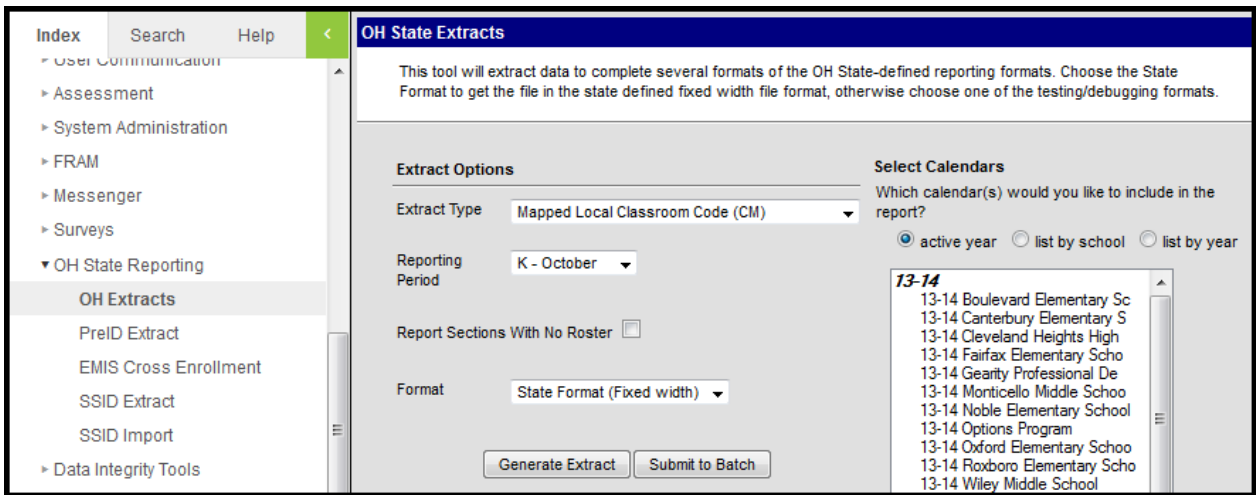 Index Search Help <
User Communication
Assessment
System Administration
FRAM
Messenger
Surveys
OH State Reporting
OH Extracts
PreID Extract
EMIS Cross Enrollment
SSID Extract
SSID Import
Data Integrity Tools
OH State Extracts
This tool will extract data to complete several formats of the OH State-defined reporting formats. Choose the State
Format to get the file in the state defined fixed width file format, otherwise choose one of the testing/debugging formats.
Extract Options
Extract Type Mapped Local Classroom Code (CM)
Reporting
Period K - October
Report Sections With No Roster
Format State Format (Fixed width)
Generate Extract Submit to Batch
Select Calendars
Which calendar(s) would you like to include in the
report?
active year list by school list by year
13-14
13-14 Boulevard Elementary Sc
13-14 Canterbury Elementary S
13-14 Cleveland Heights High
13-14 Fairfax Elementary Scho
13-14 Gearity Professional De
13-14 Monticello Middle Schoo
13-14 Noble Elementary School
13-14 Options Program
13-14 Oxford Elementary Schoo
13-14 Roxboro Elementary Scho
13-14 Wiley Middle School